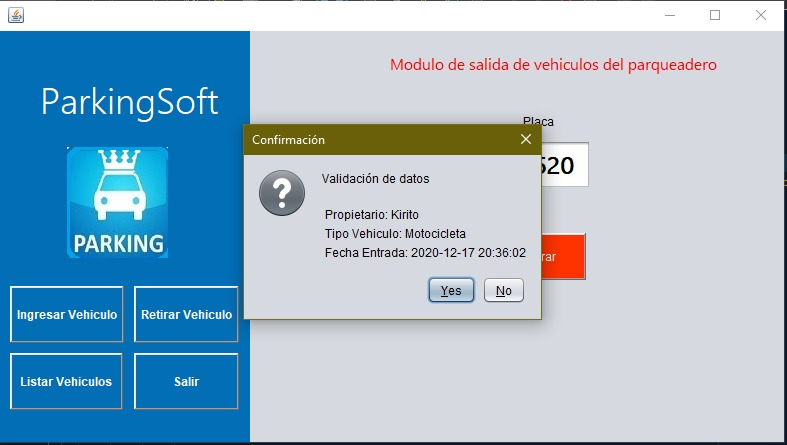 ParkingSoft
PARKING
Ingresar Vehiculo
Retirar Vehiculo
Listar Vehiculos
Salir
Modulo de salida de vehiculos del parqueadero
Placa
520
rar
Confirmación
Validación de datos
Propietario: Kirito
Tipo Vehiculo: Motocicleta
Fecha Entrada: 2020-12-17 20:36:02
Yes
No